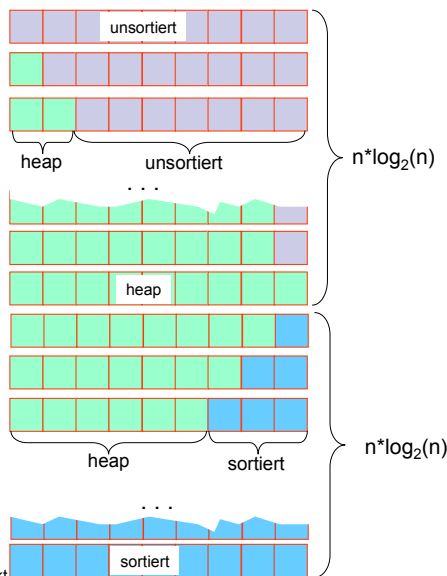 unsortiert
heap unsortiert
n*log₂(n)
. . .
heap
heap sortiert
n*log₂(n)
. . .
sortiert